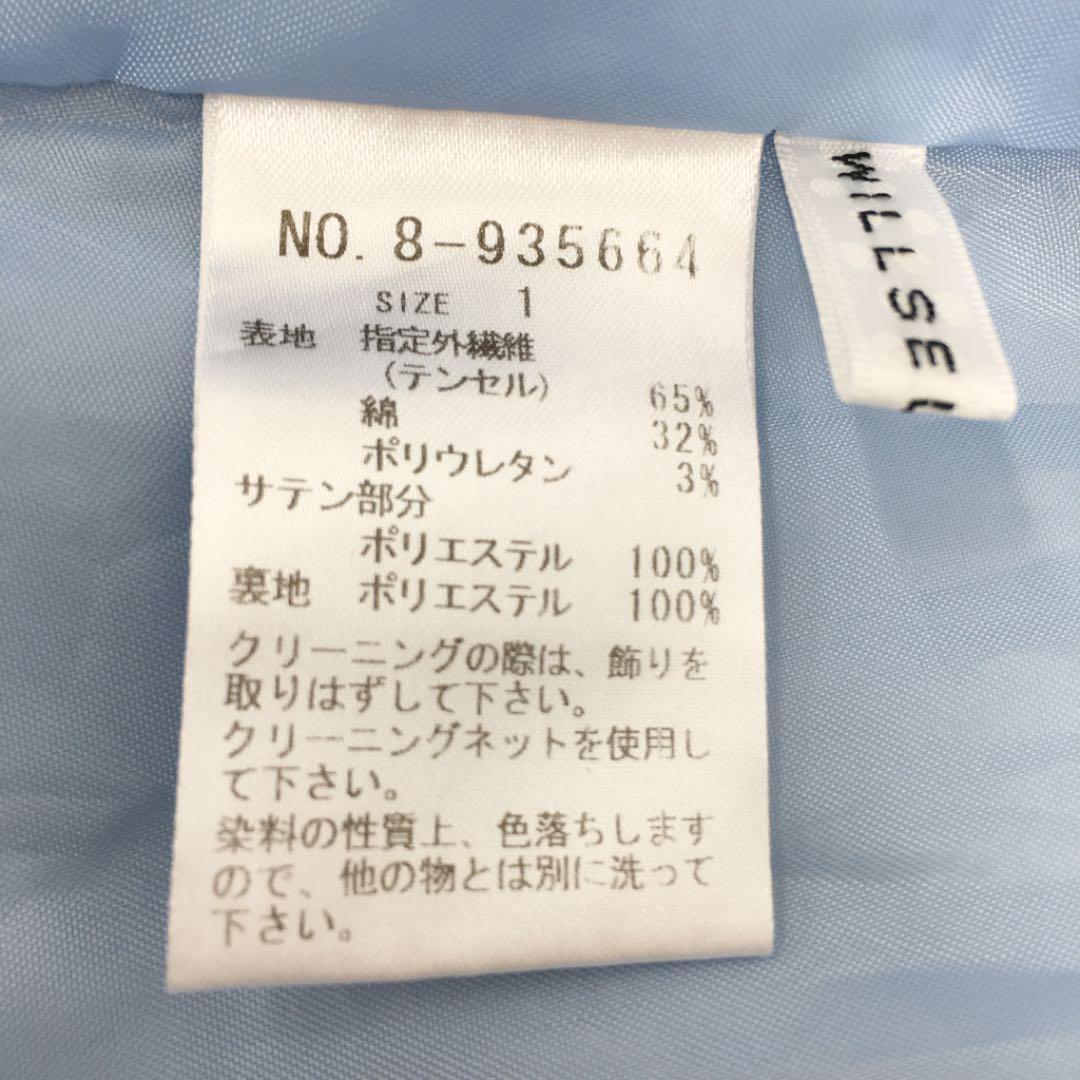 NO. 8-935664
SIZE 1
表地 指定外繊維
(テンセル) 65%
綿 32%
ポリウレタン 3%
サテン部分
ポリエステル 100%
裏地 ポリエステル 100%
クリーニングの際は、飾りを
取りはずして下さい。
クリーニングネットを使用し
て下さい。
染料の性質上、色落ちします
ので、他の物とは別に洗って
下さい。
WILLSE